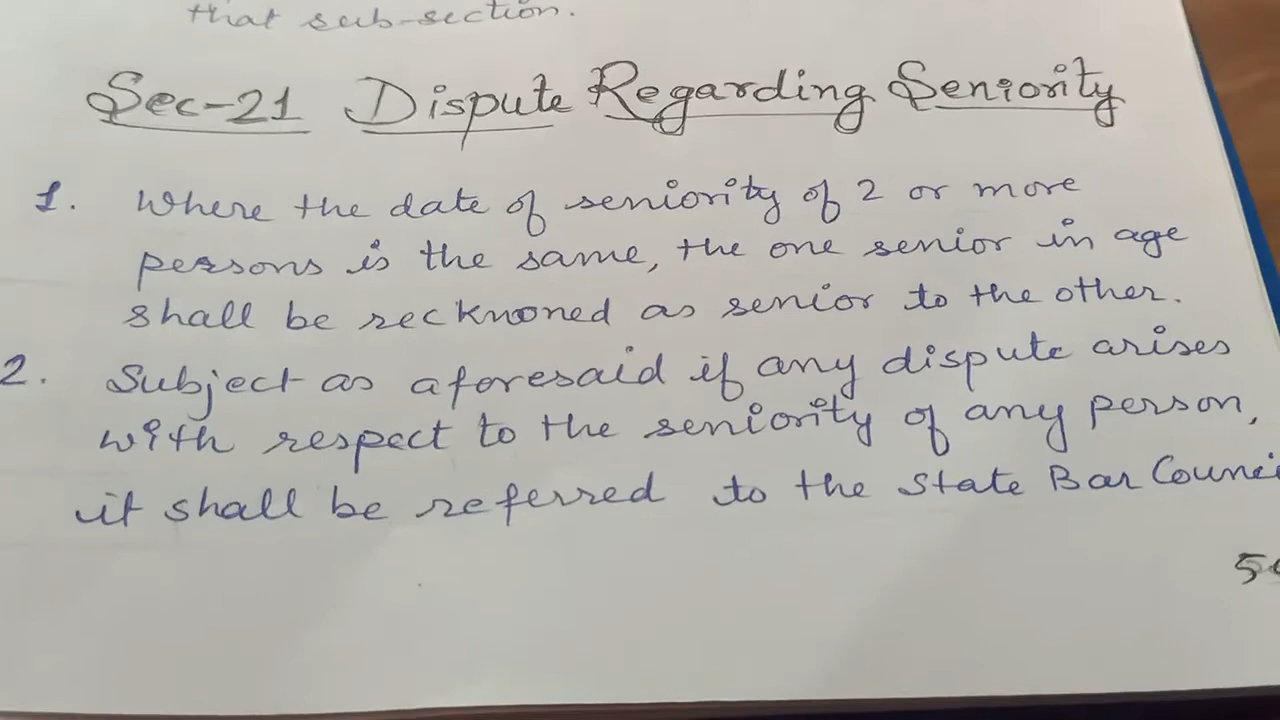 that sub-section.
Sec-21 Dispute Regarding Seniority
1. Where the date of seniority of 2 or more
persons is the same, the one senior in age
shall be recknoned as senior to the other.
2. Subject as aforesaid if any dispute arises
with respect to the seniority of any person,
it shall be referred to the State Bar Counci